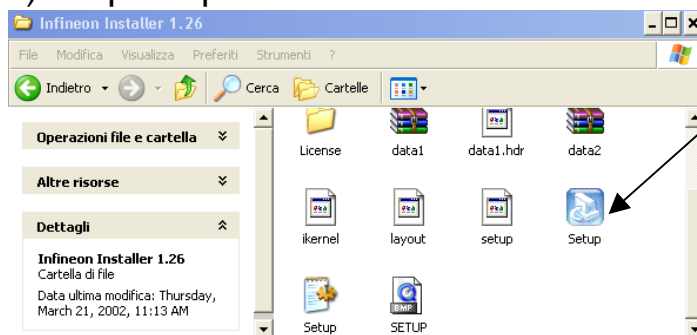 Infineon Installer 1.26
File Modifica Visualizza Preferiti Strumenti ?
Indietro Cerca Cartelle
Operazioni file e cartella
Altre risorse
Dettagli
Infineon Installer 1.26
Cartella di file
Data ultima modifica: Thursday,
March 21, 2002, 11:13 AM
License data1 data1.hdr data2
ikernel layout setup Setup
Setup SETUP
BMP